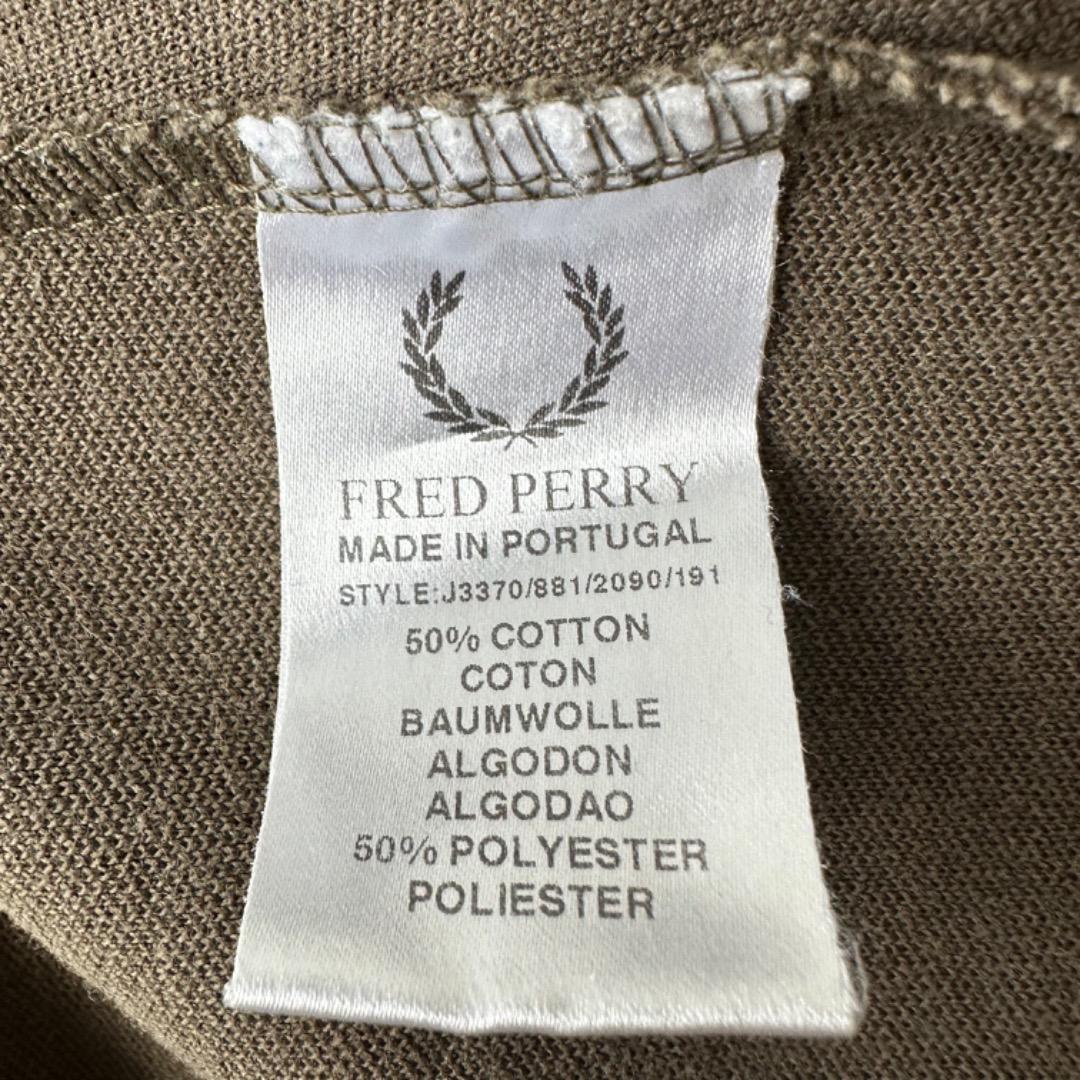 FRED PERRY
MADE IN PORTUGAL
STYLE:J3370/881/2090/191
50% COTTON
COTON
BAUMWOLLE
ALGODON
ALGODAO
50% POLYESTER
POLIESTER